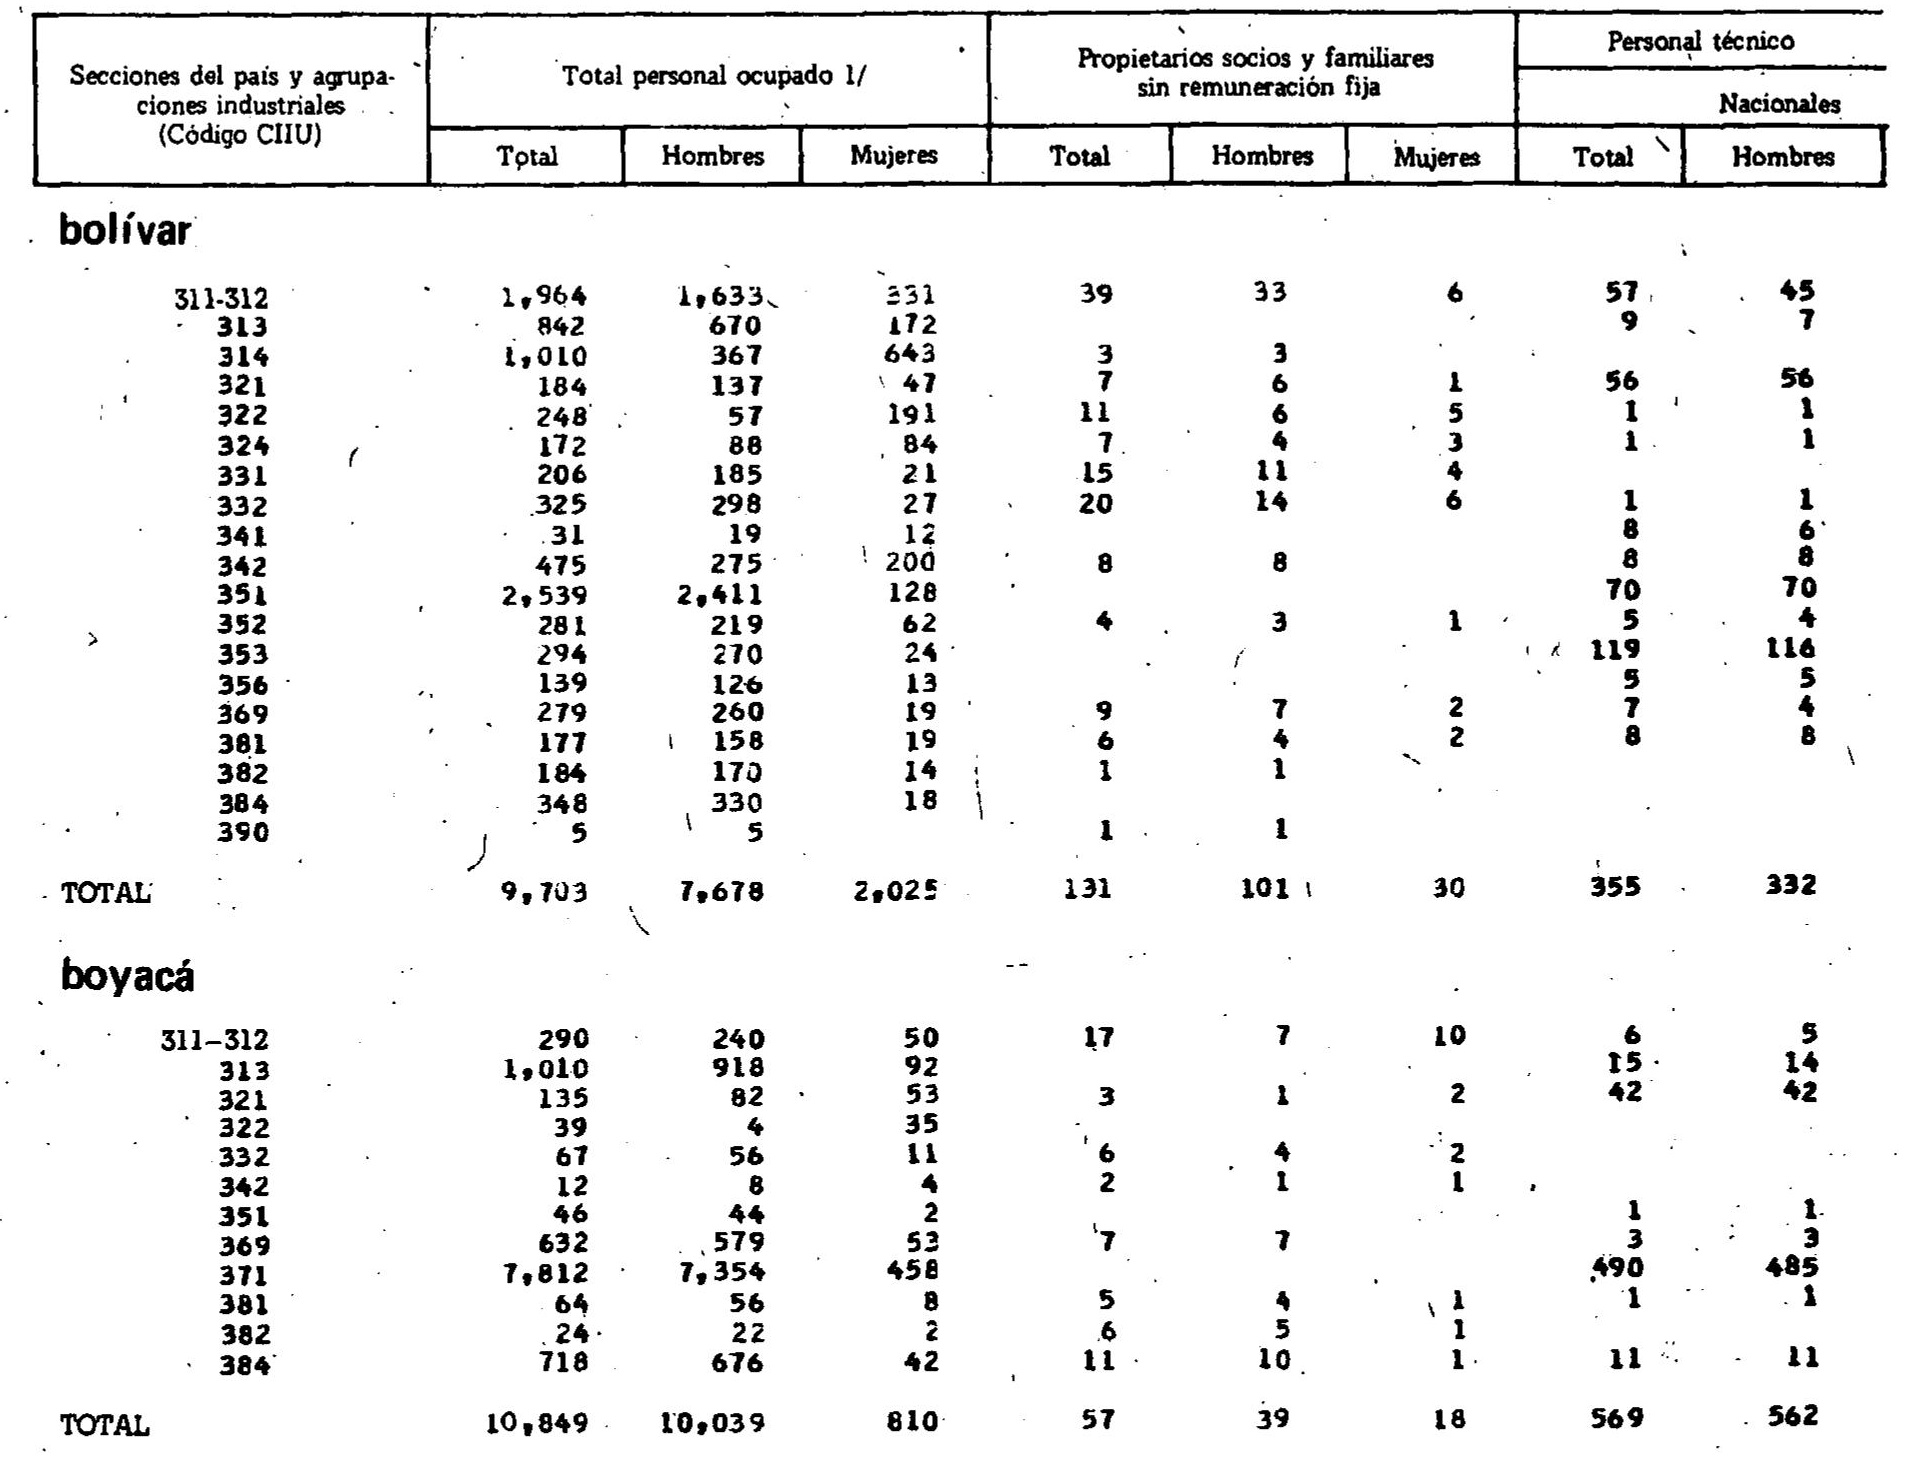 Secciones del país y agrupa-
ciones industriales
(Código CIIU)
Total personal ocupado 1/
Propietarios socios y familiares
sin remuneración fija
Personal técnico
Nacionales
Total Hombres Mujeres Total Hombres Mujeres Total Hombres
bolívar
311-312 1,964 1,633 331 39 33 6 57 45
313 842 670 172 9 7
314 1,010 367 643 3 3
321 184 137 47 7 6 1 56 56
322 248 57 191 11 6 5 1 1
324 172 88 84 7 4 3 1 1
331 206 185 21 15 11 4
332 325 298 27 20 14 6 1 1
341 31 19 12 8 6
342 475 275 200 8 8 8 8
351 2,539 2,411 128 70 70
352 281 219 62 4 3 1 5 4
353 294 270 24 119 116
356 139 126 13 5 5
369 279 260 19 9 7 2 7 4
381 177 158 19 6 4 2 8 8
382 184 170 14 1 1
384 348 330 18
390 5 5 1 1
TOTAL 9,703 7,678 2,025 131 101 30 355 332
boyacá
311-312 290 240 50 17 7 10 6 5
313 1,010 918 92 15 14
321 135 82 53 3 1 2 42 42
322 39 4 35
332 67 56 11 6 4 2
342 12 8 4 2 1 1
351 46 44 2 1 1
369 632 579 53 7 7 3 3
371 7,812 7,354 458 490 485
381 64 56 8 5 4 1 1 1
382 24 22 2 6 5 1
384 718 676 42 11 10 1 11 11
TOTAL 10,849 10,039 810 57 39 18 569 562